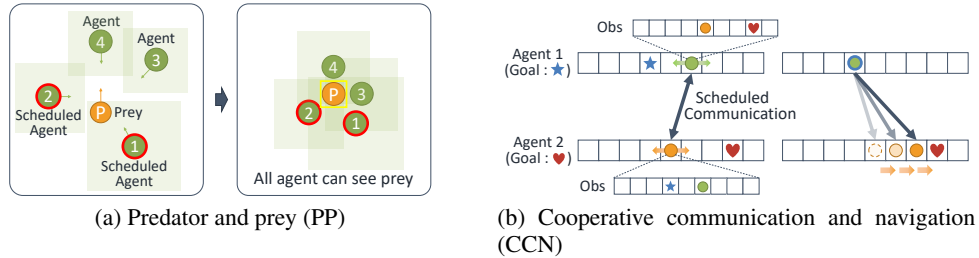 Agent
4
Agent
3
2
Scheduled
Agent
P
Prey
1
Scheduled
Agent
4
P
3
2
1
All agent can see prey
(a) Predator and prey (PP)
Obs
Agent 1
(Goal : ★)
Scheduled
Communication
Agent 2
(Goal : ♥)
Obs
(b) Cooperative communication and navigation
(CCN)